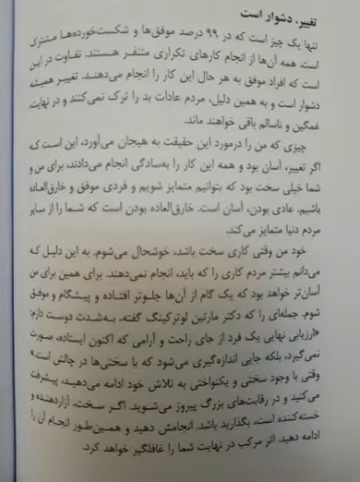 تغییر، دشوار است
تنها یک چیز است که در ۹۹ درصد موفق‌ها و شکست‌خورده‌ها مشترک
است. همه آن‌ها از انجام کارهای تکراری متنفر هستند. تفاوت در این
است که افراد موفق به هر حال این کار را انجام می‌دهند. تغییر همیشه
دشوار است و به همین دلیل، مردم عادات بد را ترک نمی‌کنند و در نهایت،
غمگین و ناسالم باقی خواهند ماند.
چیزی که من را درمورد این حقیقت به هیجان می‌آورد، این است که
اگر تغییر، آسان بود و همه این کار را به‌سادگی انجام می‌دادند، برای من و
شما خیلی سخت بود که بتوانیم متمایز شویم و فردی موفق و خارق‌العاده
باشیم. عادی بودن، آسان است. خارق‌العاده بودن است که شما را از سایر
مردم دنیا متمایز می‌کند.
خود من وقتی کاری سخت باشد، خوشحال می‌شوم. به این دلیل که
می‌دانم بیشتر مردم کاری را که باید، انجام نمی‌دهند. برای همین برای من
آسان‌تر خواهد بود که یک گام از آن‌ها جلوتر افتاده و پیشگام و موفق
شوم. جمله‌ای را که دکتر مارتین لوترکینگ گفته، به‌شدت دوست دارم:
«ارزیابی نهایی یک فرد از جای راحت و آرامی که اکنون ایستاده، صورت
نمی‌گیرد، بلکه جایی اندازه‌گیری می‌شود که با سختی‌ها در چالش است.»
وقتی با وجود سختی و یکنواختی به تلاش خود ادامه می‌دهید، پیشرفت
می‌کنید و در رقابت‌های بزرگ پیروز می‌شوید. اگر سخت، آزاردهنده و
خسته‌کننده است، بگذارید باشد. انجامش دهید و همین‌طور انجام آن را
ادامه دهید. اثر مرکب در نهایت شما را غافلگیر خواهد کرد.